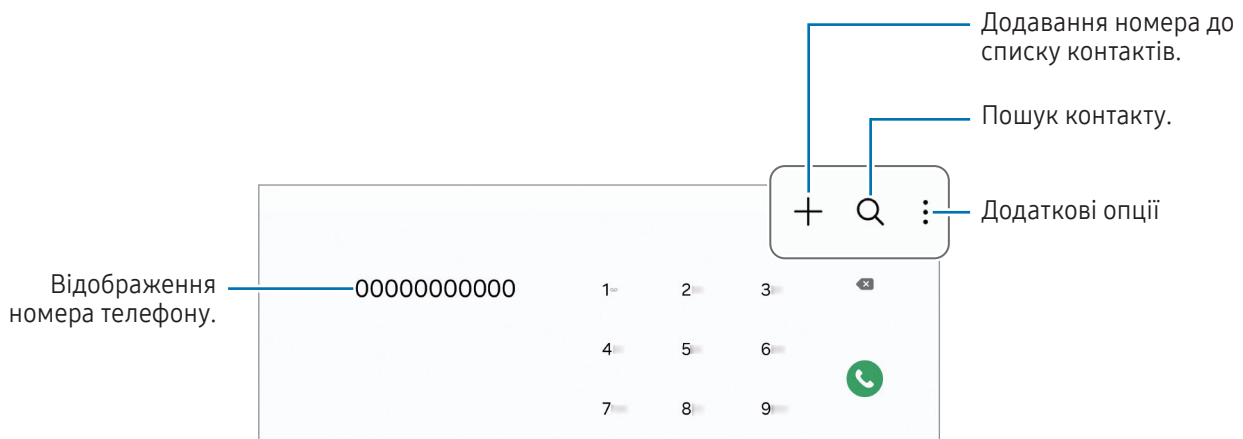 Додавання номера до
списку контактів.
Пошук контакту.
Додаткові опції
Відображення
номера телефону.
00000000000
1 2 3
4 5 6
7 8 9